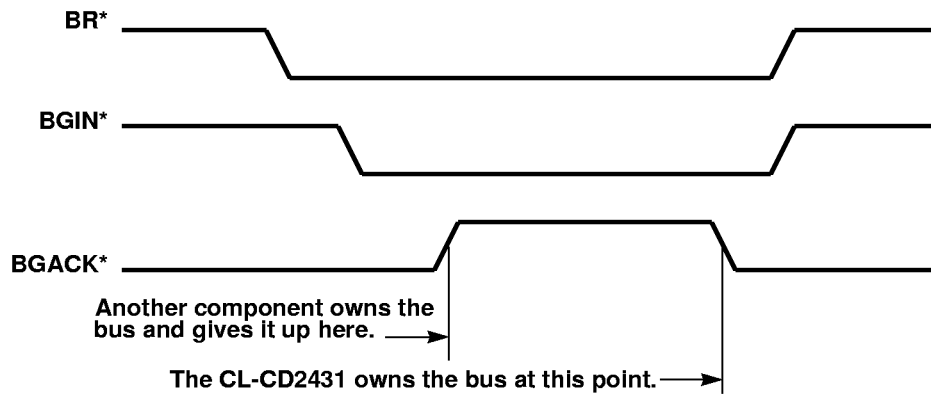 BR*
BGIN*
BGACK*
Another component owns the
bus and gives it up here.
The CL-CD2431 owns the bus at this point.